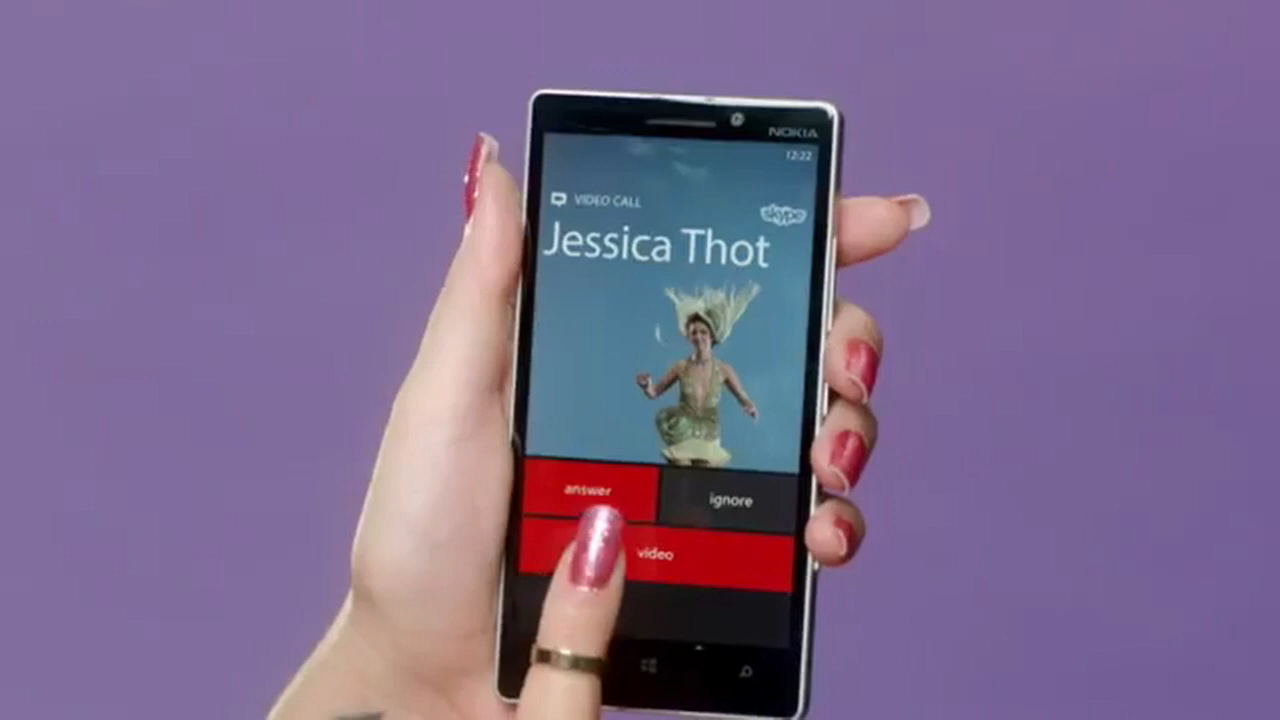 NOKIA
12:22
VIDEO CALL
skype
Jessica Thot
answer
ignore
video